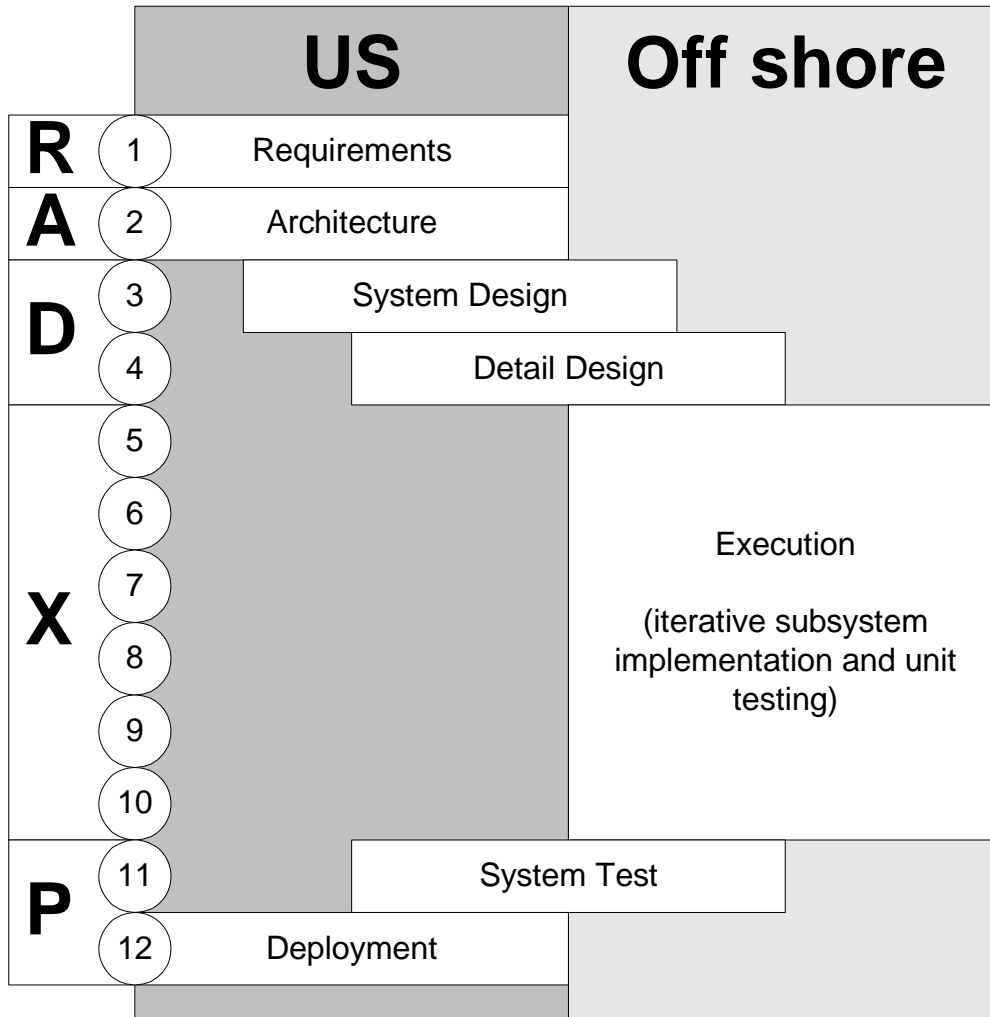 US
Off shore
R
1
Requirements
A
2
Architecture
D
3
System Design
4
Detail Design
X
5
6
7
8
9
10
Execution
(iterative subsystem
implementation and unit
testing)
P
11
System Test
12
Deployment